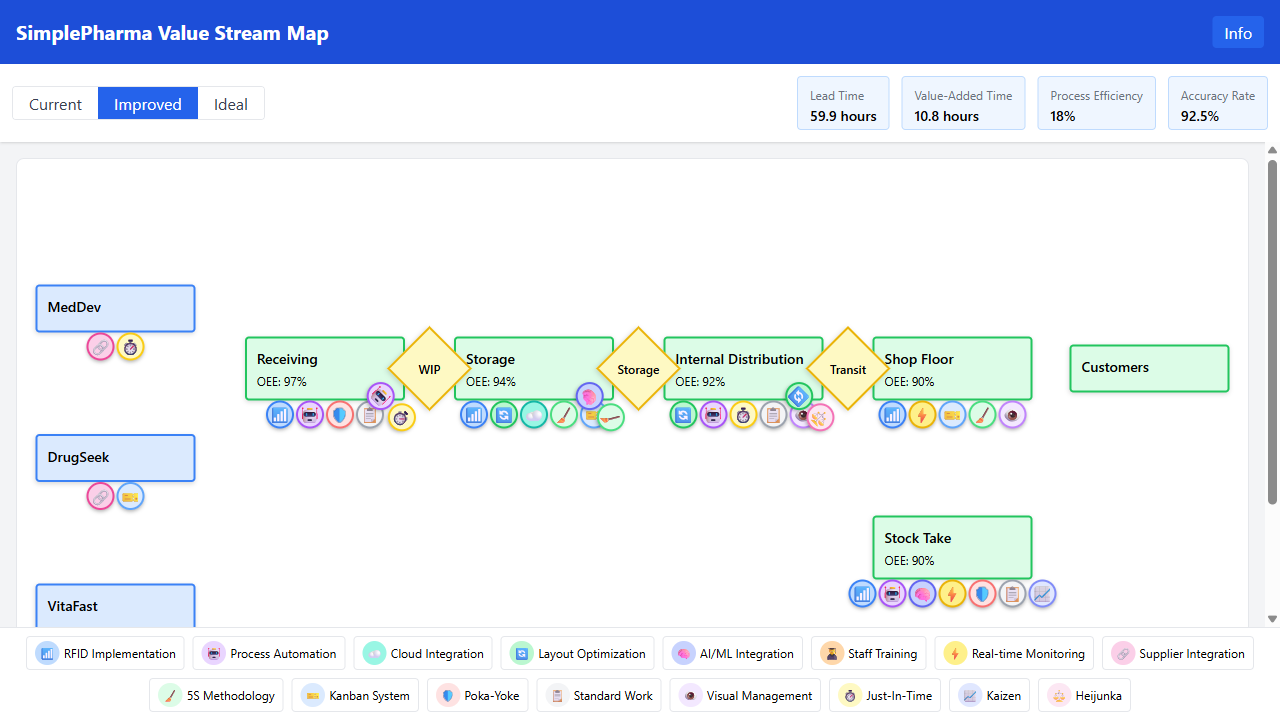 SimplePharma Value Stream Map
Info
Current
Improved
Ideal
Lead Time
59.9 hours
Value-Added Time
10.8 hours
Process Efficiency
18%
Accuracy Rate
92.5%
MedDev
Receiving
OEE: 97%
WIP
Storage
OEE: 94%
Storage
Internal Distribution
OEE: 92%
Transit
Shop Floor
OEE: 90%
Customers
DrugSeek
Stock Take
OEE: 90%
VitaFast
RFID Implementation
Process Automation
Cloud Integration
Layout Optimization
AI/ML Integration
Staff Training
Real-time Monitoring
Supplier Integration
5S Methodology
Kanban System
Poka-Yoke
Standard Work
Visual Management
Just-In-Time
Kaizen
Heijunka